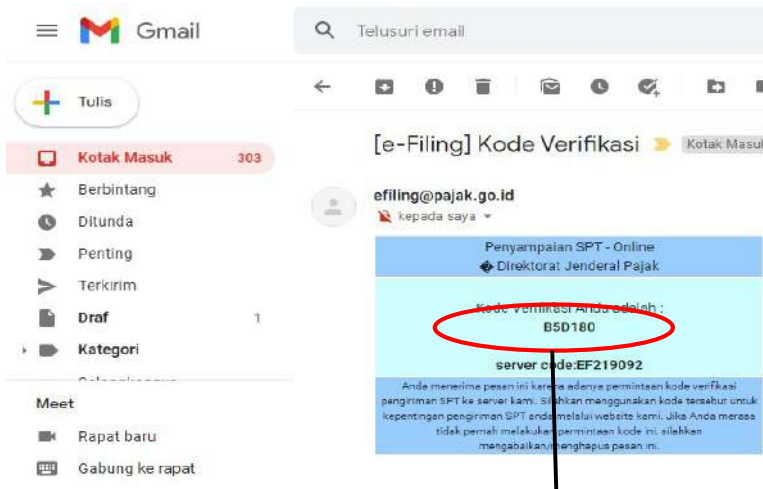 Gmail
Telusuri email
Tulis
Kotak Masuk 303
Berbintang
Ditunda
Penting
Terkirim
Draf 1
Kategori
Meet
Rapat baru
Gabung ke rapat
[e-Filing] Kode Verifikasi Kotak Masuk
efiling@pajak.go.id
kepada saya
Penyampaian SPT - Online
� Direktorat Jenderal Pajak
Kode Verifikasi Anda adalah :
B5D180
server code:EF219092
Anda menerima pesan ini karena adanya permintaan kode verifikasi
pengiriman SPT ke server kami. Silahkan menggunakan kode tersebut untuk
kepentingan pengiriman SPT anda melalui website kami. Jika Anda merasa
tidak pernah melakukan permintaan kode ini, silahkan
mengabaikan/menghapus pesan ini.